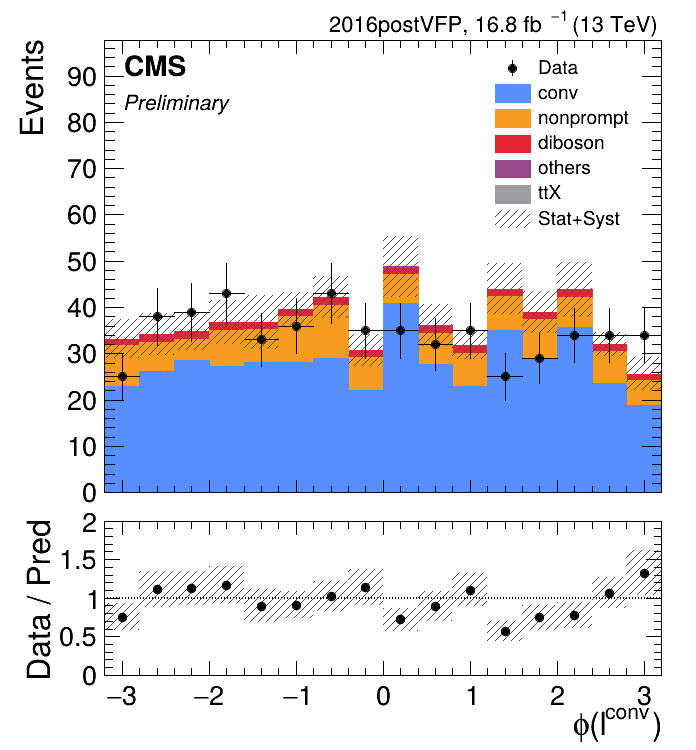 2016postVFP, 16.8 fb⁻¹ (13 TeV)
CMS
Preliminary
Data
conv
nonprompt
diboson
others
ttX
Stat+Syst
Events
90
80
70
60
50
40
30
20
10
0
Data / Pred
2
1.5
1
0.5
0
−3 −2 −1 0 1 2 3
ϕ(l^conv)